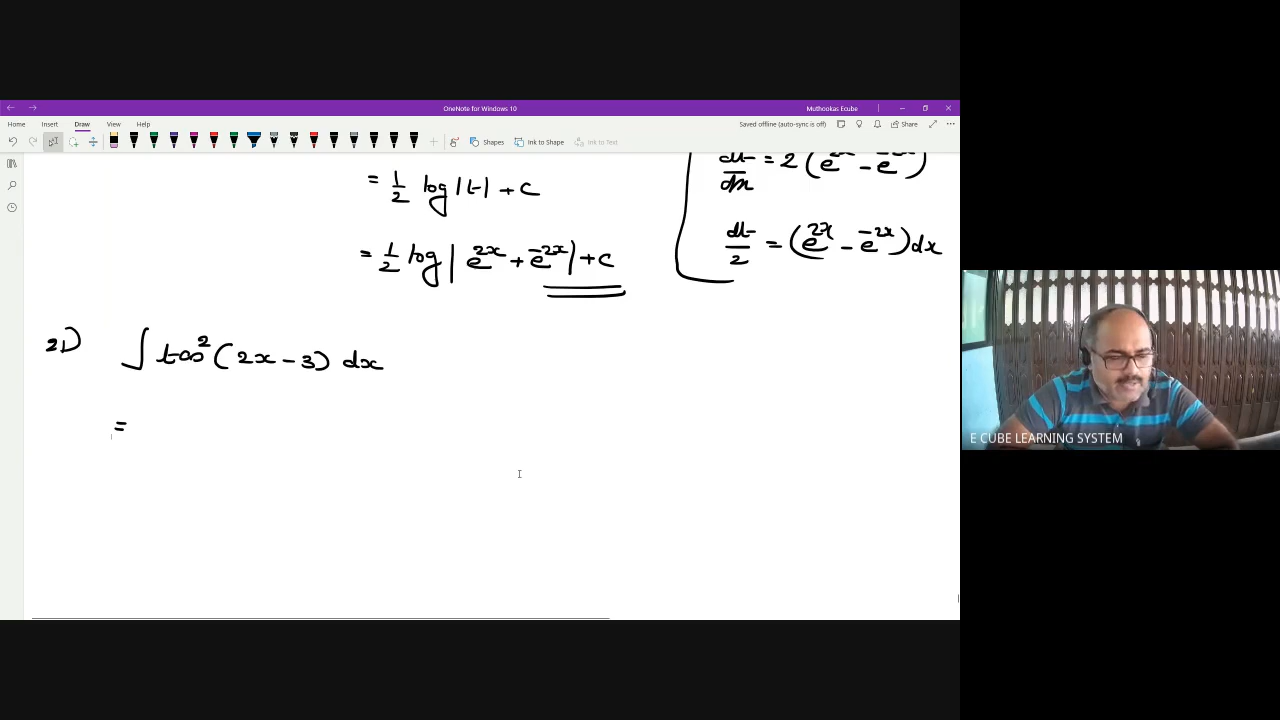 OneNote for Windows 10
Muthookas Ecube
Home Insert Draw View Help
Saved offline (auto-sync is off)
Share
Shapes
Ink to Shape
Ink to Text
= 1/2 log |t| + c
dt/dx = 2 (e^2x − e^−2x)
= 1/2 log | e^2x + e^−2x | + c
dt/2 = (e^2x − e^−2x) dx
21) ∫ tan² (2x − 3) dx
=
E CUBE LEARNING SYSTEM